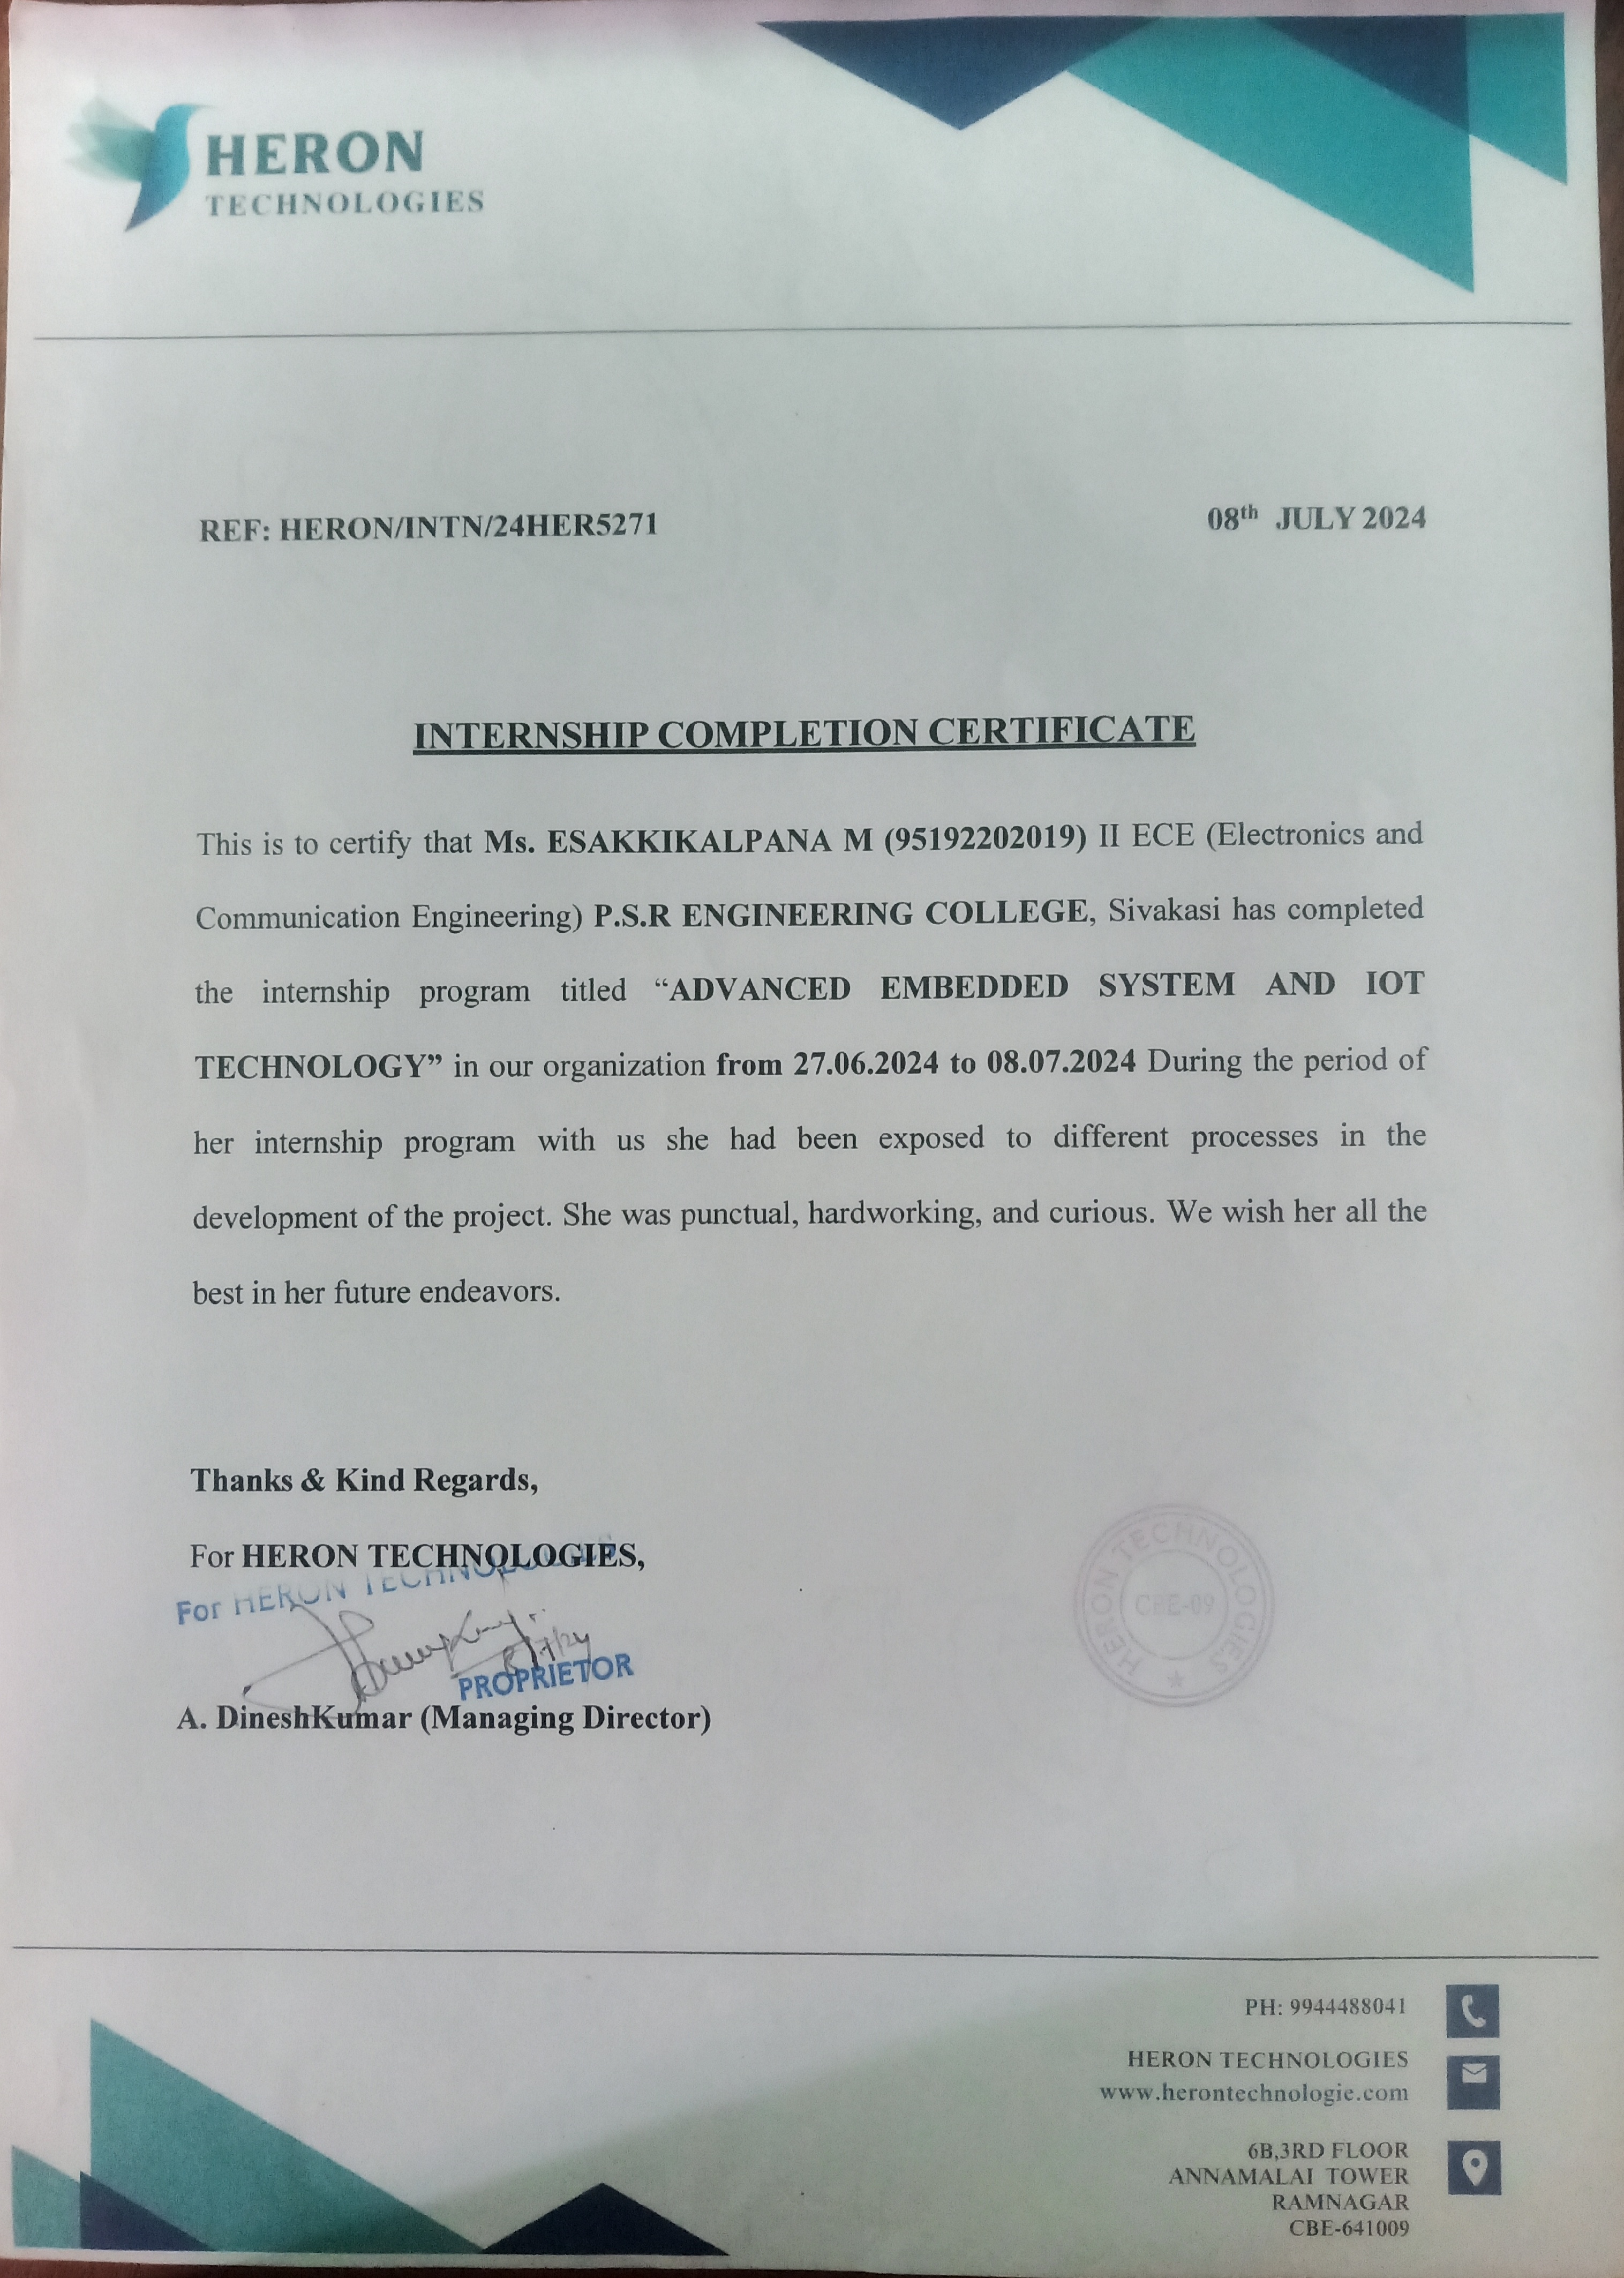 HERON
TECHNOLOGIES
REF: HERON/INTN/24HER5271
08th JULY 2024
INTERNSHIP COMPLETION CERTIFICATE
This is to certify that Ms. ESAKKIKALPANA M (95192202019) II ECE (Electronics and
Communication Engineering) P.S.R ENGINEERING COLLEGE, Sivakasi has completed
the internship program titled “ADVANCED EMBEDDED SYSTEM AND IOT
TECHNOLOGY” in our organization from 27.06.2024 to 08.07.2024 During the period of
her internship program with us she had been exposed to different processes in the
development of the project. She was punctual, hardworking, and curious. We wish her all the
best in her future endeavors.
Thanks & Kind Regards,
For HERON TECHNOLOGIES,
For HERON TECHNOLOGIES
8/7/24
PROPRIETOR
A. DineshKumar (Managing Director)
HERON TECHNOLOGIES
CBE-09
PH: 9944488041
HERON TECHNOLOGIES
www.herontechnologie.com
6B,3RD FLOOR
ANNAMALAI TOWER
RAMNAGAR
CBE-641009